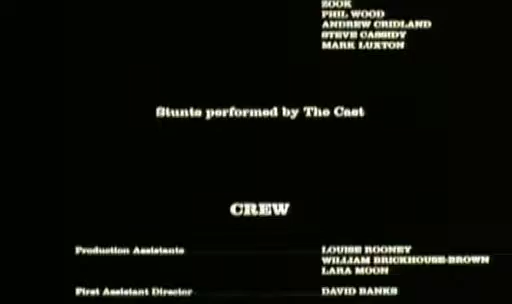 ZOOK
PHIL WOOD
ANDREW CRIDLAND
STEVE CASSIDY
MARK LUXTON
Stunts performed by The Cast
CREW
Production Assistants LOUISE ROONEY
WILLIAM BRICKHOUSE-BROWN
LARA MOON
First Assistant Director DAVID BANKS